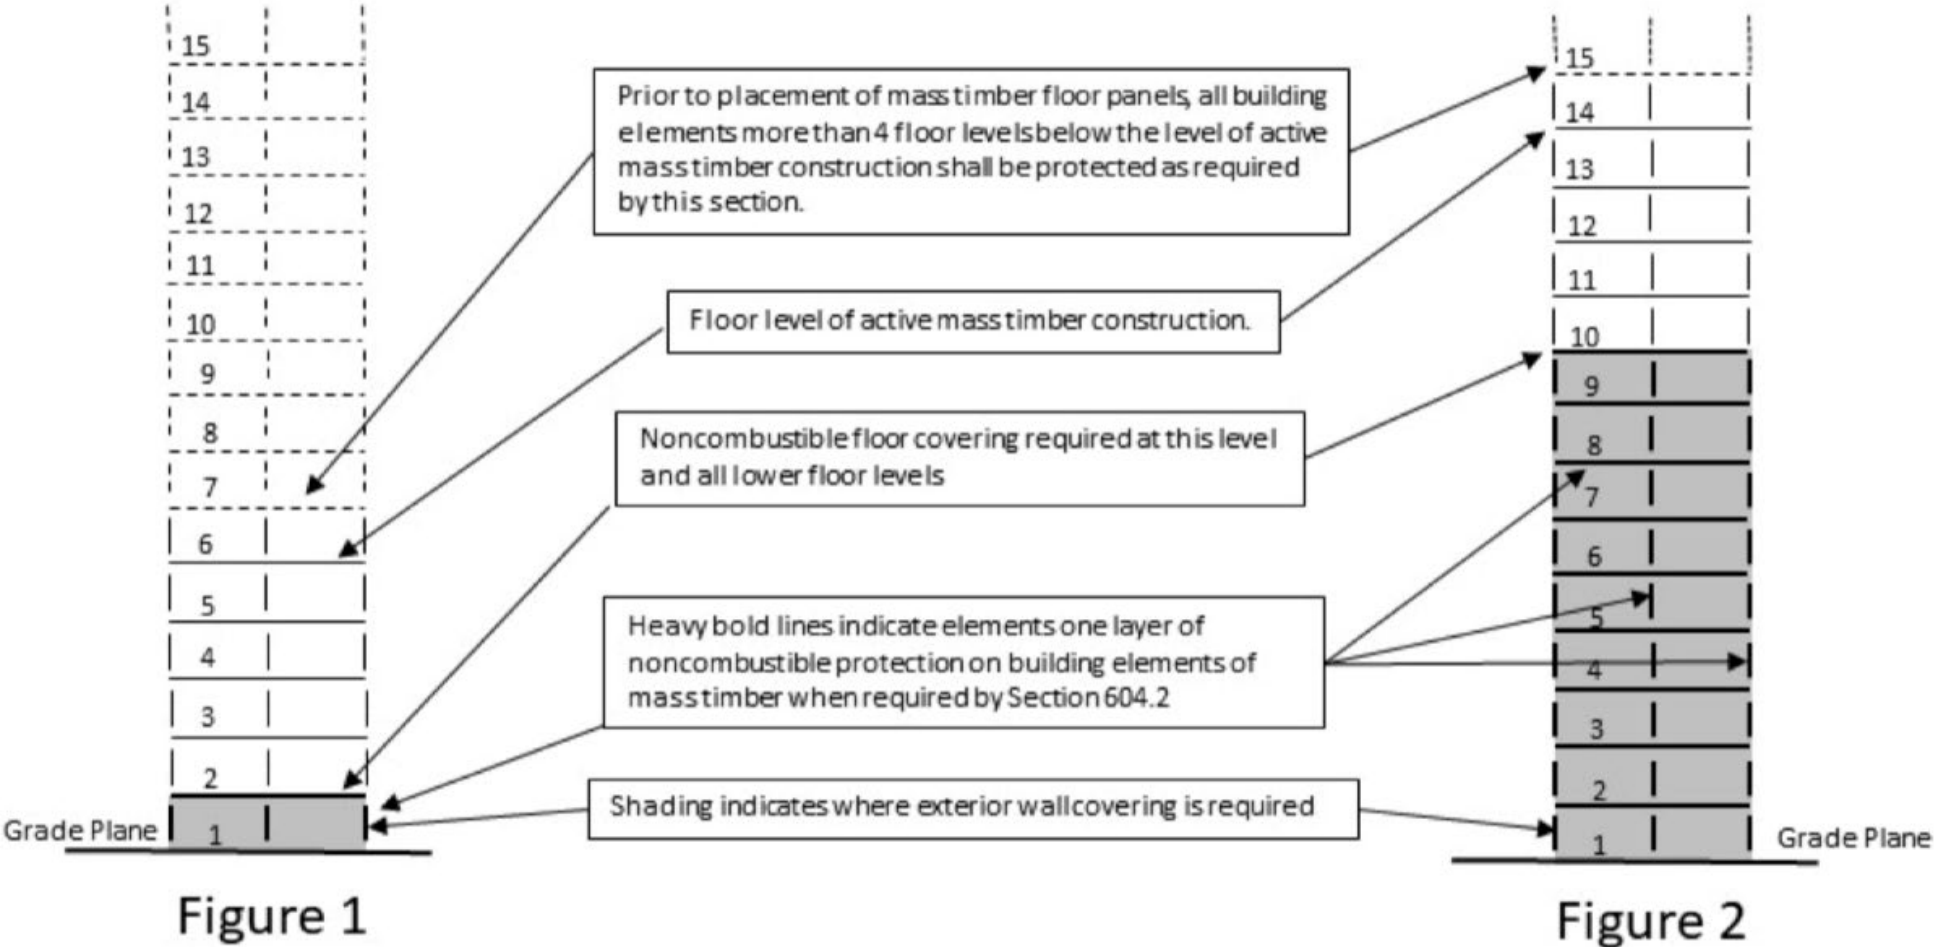 15
14
13
12
11
10
9
8
7
6
5
4
3
2
1
Grade Plane
Figure 1
Prior to placement of mass timber floor panels, all building
elements more than 4 floor levels below the level of active
mass timber construction shall be protected as required
by this section.
Floor level of active mass timber construction.
Noncombustible floor covering required at this level
and all lower floor levels
Heavy bold lines indicate elements one layer of
noncombustible protection on building elements of
mass timber when required by Section 604.2
Shading indicates where exterior wall covering is required
15
14
13
12
11
10
9
8
7
6
5
4
3
2
1
Grade Plane
Figure 2